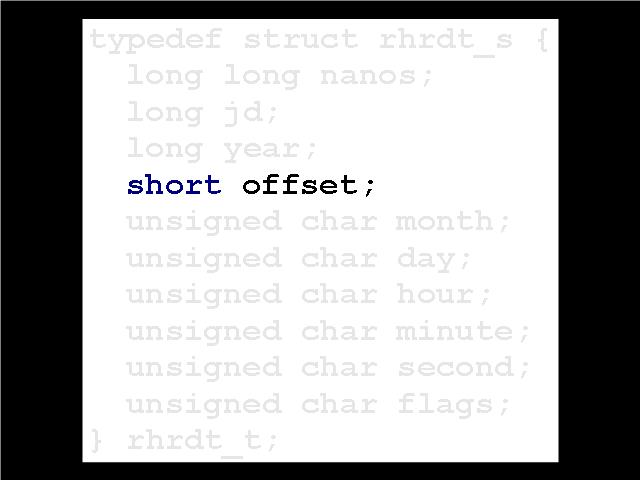 typedef struct rhrdt_s {
  long long nanos;
  long jd;
  long year;
  short offset;
  unsigned char month;
  unsigned char day;
  unsigned char hour;
  unsigned char minute;
  unsigned char second;
  unsigned char flags;
} rhrdt_t;